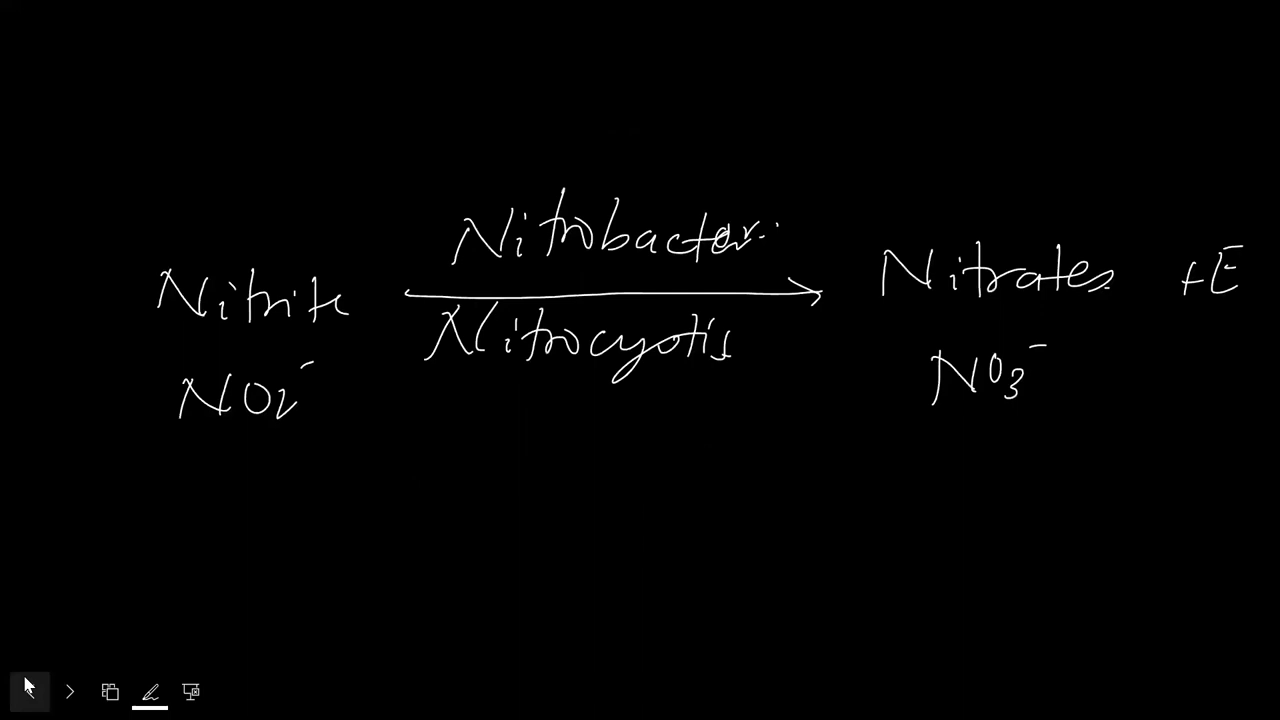 Nitrobacter
Nitrite → Nitrates +E
Nitrocystis
NO2⁻ NO3⁻